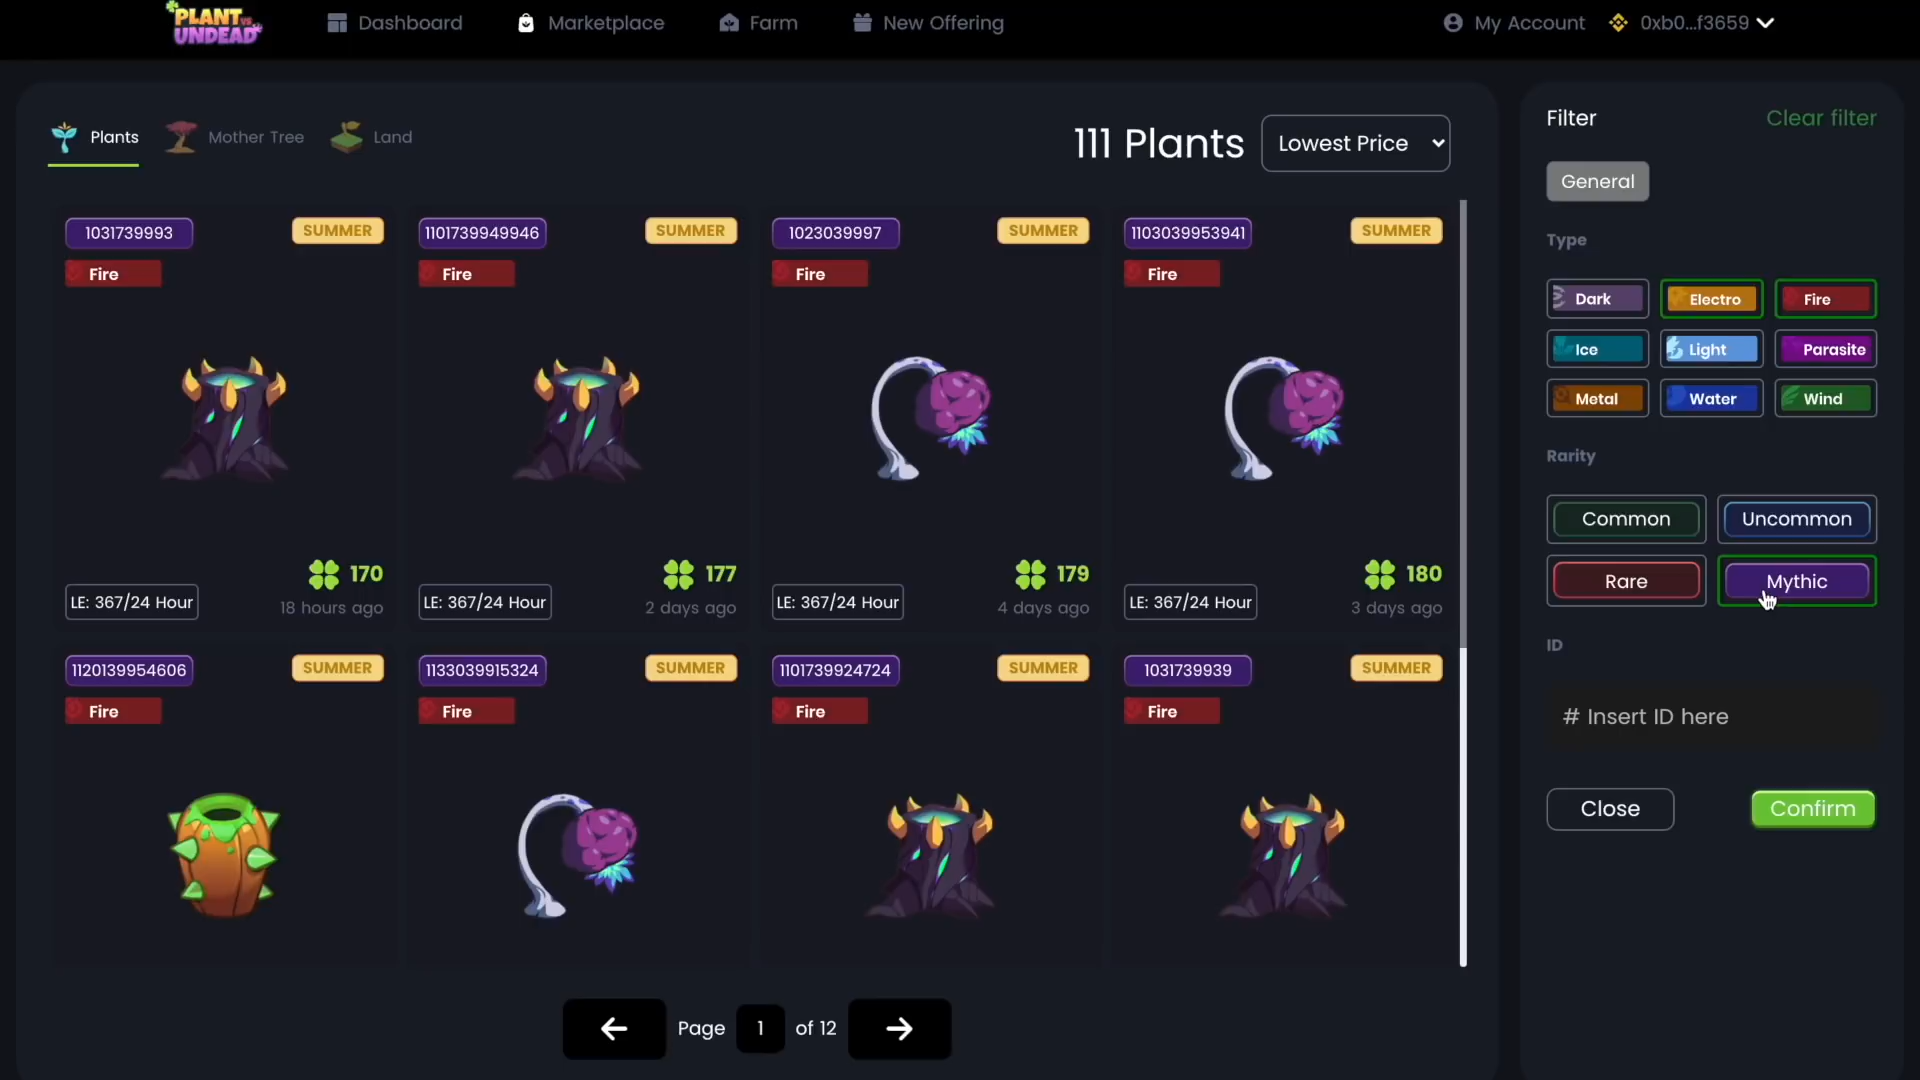 PLANT VS UNDEAD
Dashboard
Marketplace
Farm
New Offering
My Account
0xb0...f3659
Plants
Mother Tree
Land
111 Plants
Lowest Price
1031739993
SUMMER
Fire
170
LE: 367/24 Hour
18 hours ago
1101739949946
SUMMER
Fire
177
LE: 367/24 Hour
2 days ago
1023039997
SUMMER
Fire
179
LE: 367/24 Hour
4 days ago
1103039953941
SUMMER
Fire
180
LE: 367/24 Hour
3 days ago
1120139954606
SUMMER
Fire
1133039915324
SUMMER
Fire
1101739924724
SUMMER
Fire
1031739939
SUMMER
Fire
Page 1 of 12
Filter
Clear filter
General
Type
Dark
Electro
Fire
Ice
Light
Parasite
Metal
Water
Wind
Rarity
Common
Uncommon
Rare
Mythic
ID
# Insert ID here
Close
Confirm